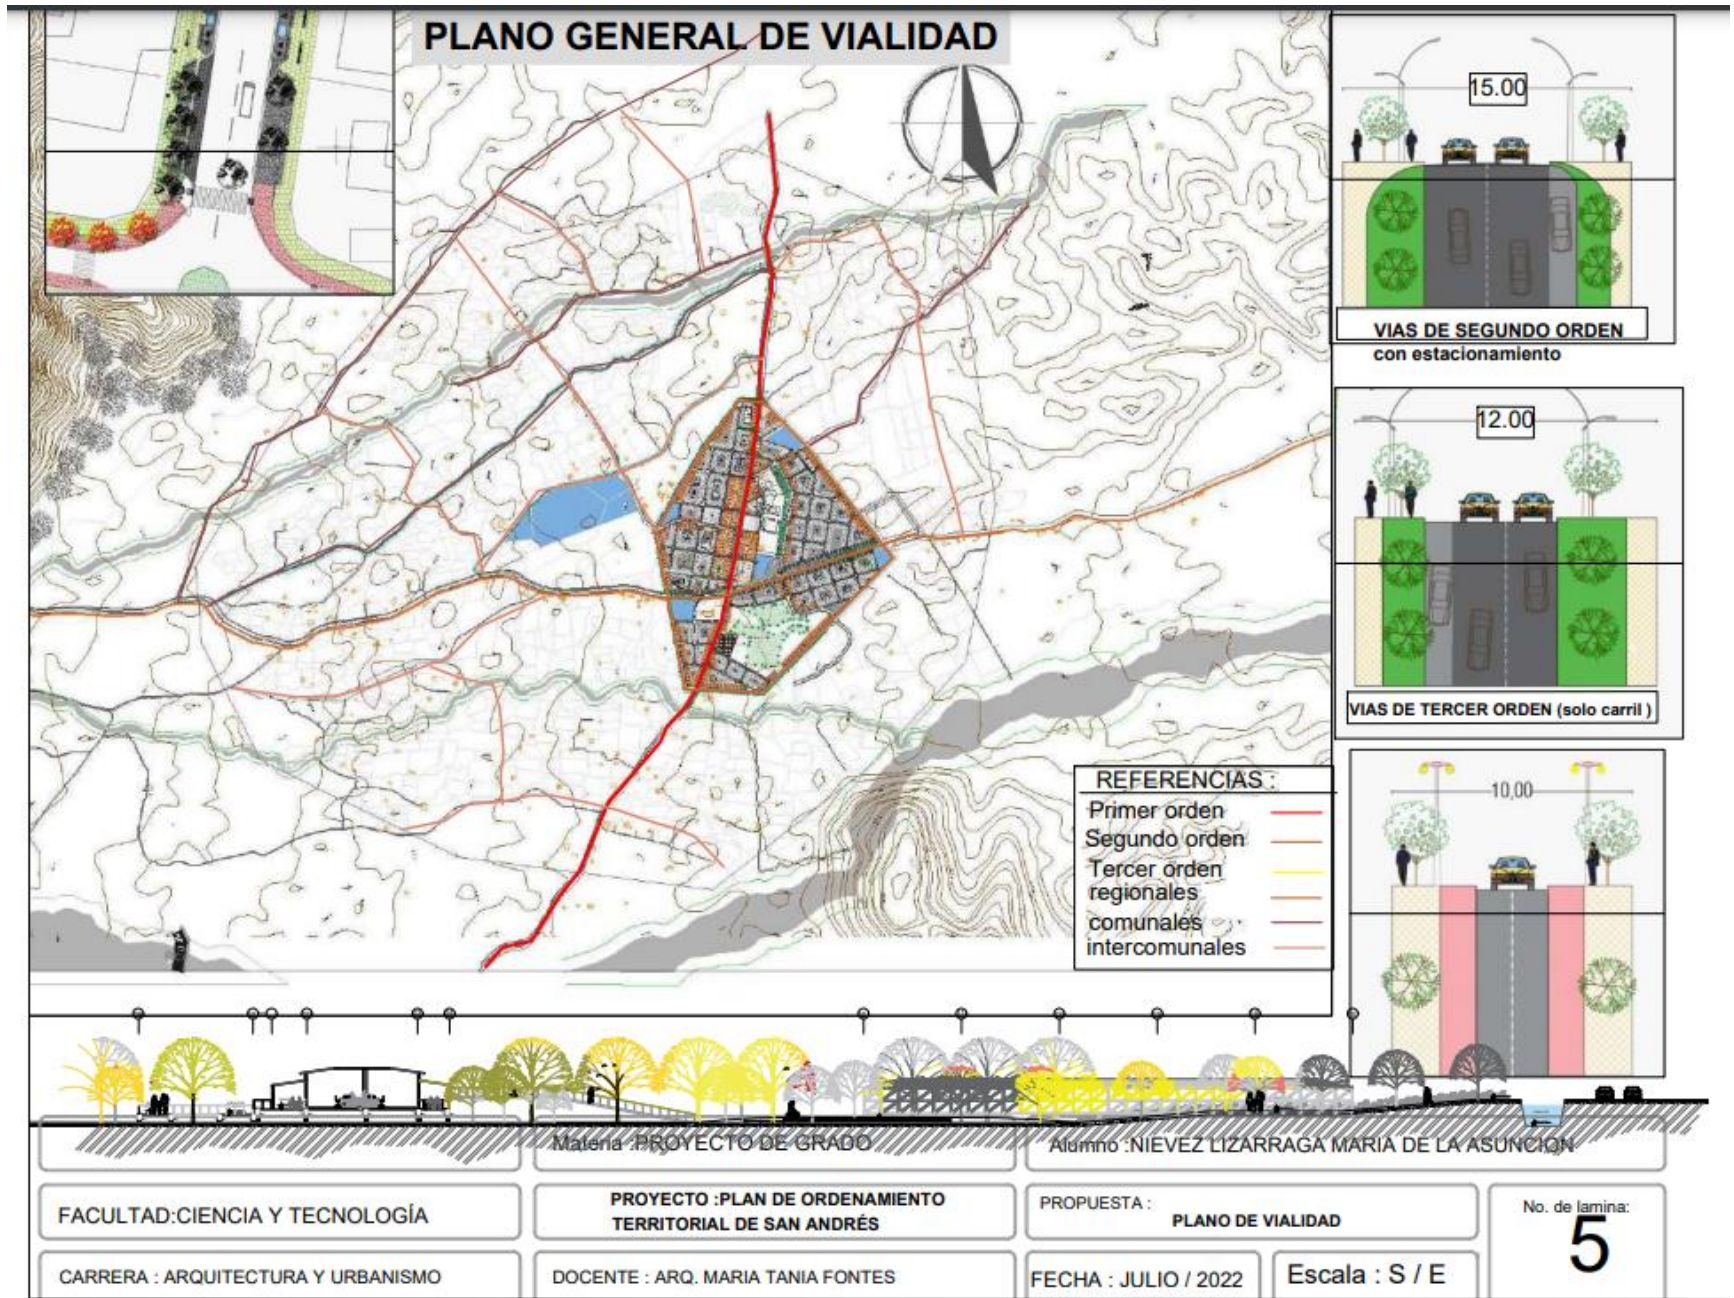 PLANO GENERAL DE VIALIDAD
15.00
VIAS DE SEGUNDO ORDEN
con estacionamiento
12.00
VIAS DE TERCER ORDEN (solo carril )
10,00
REFERENCIAS :
Primer orden
Segundo orden
Tercer orden
regionales
comunales
intercomunales
Materia :PROYECTO DE GRADO
Alumno :NIEVEZ LIZARRAGA MARIA DE LA ASUNCION
FACULTAD:CIENCIA Y TECNOLOGÍA
PROYECTO :PLAN DE ORDENAMIENTO
TERRITORIAL DE SAN ANDRÉS
PROPUESTA :
PLANO DE VIALIDAD
No. de lamina:
5
CARRERA : ARQUITECTURA Y URBANISMO
DOCENTE : ARQ. MARIA TANIA FONTES
FECHA : JULIO / 2022
Escala : S / E